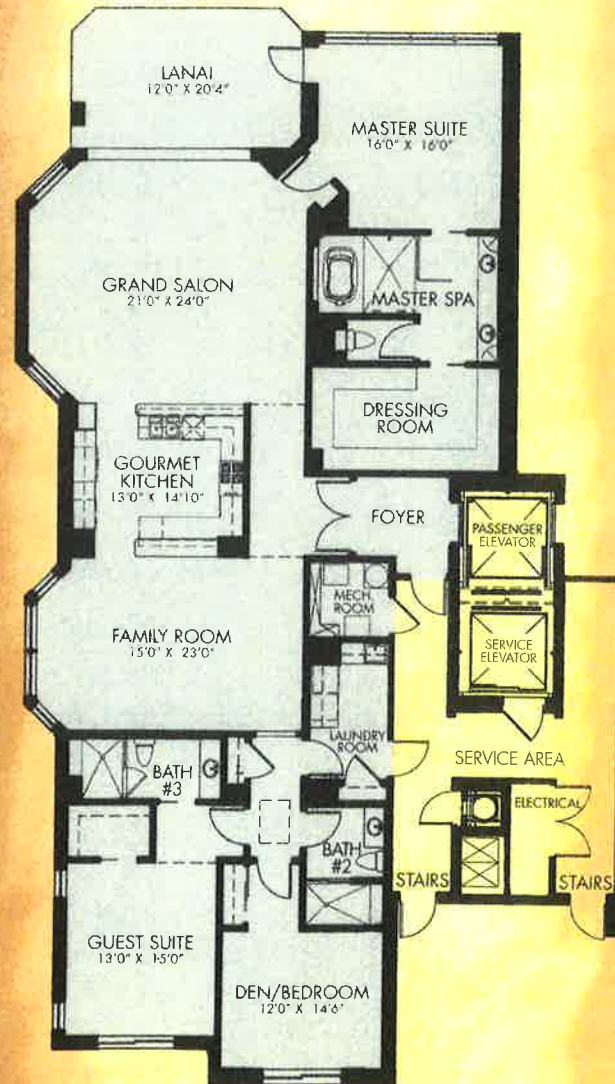 LANAI
12'0" X 20'4"
MASTER SUITE
16'0" X 16'0"
GRAND SALON
21'0" X 24'0"
MASTER SPA
DRESSING
ROOM
GOURMET
KITCHEN
13'0" X 14'10"
FOYER
PASSENGER
ELEVATOR
MECH.
ROOM
SERVICE
ELEVATOR
FAMILY ROOM
15'0" X 23'0"
LAUNDRY
ROOM
SERVICE AREA
BATH
#3
ELECTRICAL
BATH
#2
STAIRS
STAIRS
GUEST SUITE
13'0" X 15'0"
DEN/BEDROOM
12'0" X 14'6"